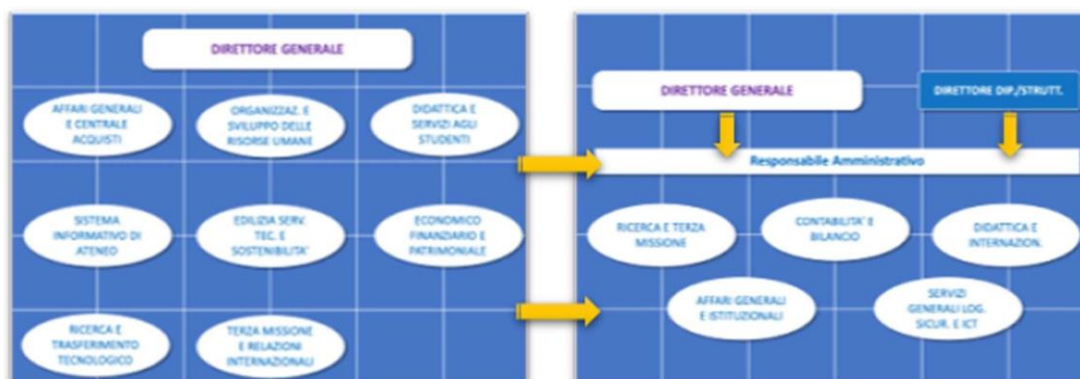 DIRETTORE GENERALE
AFFARI GENERALI
E CENTRALE
ACQUISTI
ORGANIZZAZ. E
SVILUPPO DELLE
RISORSE UMANE
DIDATTICA E
SERVIZI AGLI
STUDENTI
SISTEMA
INFORMATIVO DI
ATENEO
EDILIZIA SERV.
TEC. E
SOSTENIBILITA'
ECONOMICO
FINANZIARIO E
PATRIMONIALE
RICERCA E
TRASFERIMENTO
TECNOLOGICO
TERZA MISSIONE
E RELAZIONI
INTERNAZIONALI
DIRETTORE GENERALE
DIRETTORE DIP./STRUTT.
Responsabile Amministrativo
RICERCA E TERZA
MISSIONE
CONTABILITA' E
BILANCIO
DIDATTICA E
INTERNAZION.
AFFARI GENERALI
E ISTITUZIONALI
SERVIZI
GENERALI LOG.
SICUR. E ICT